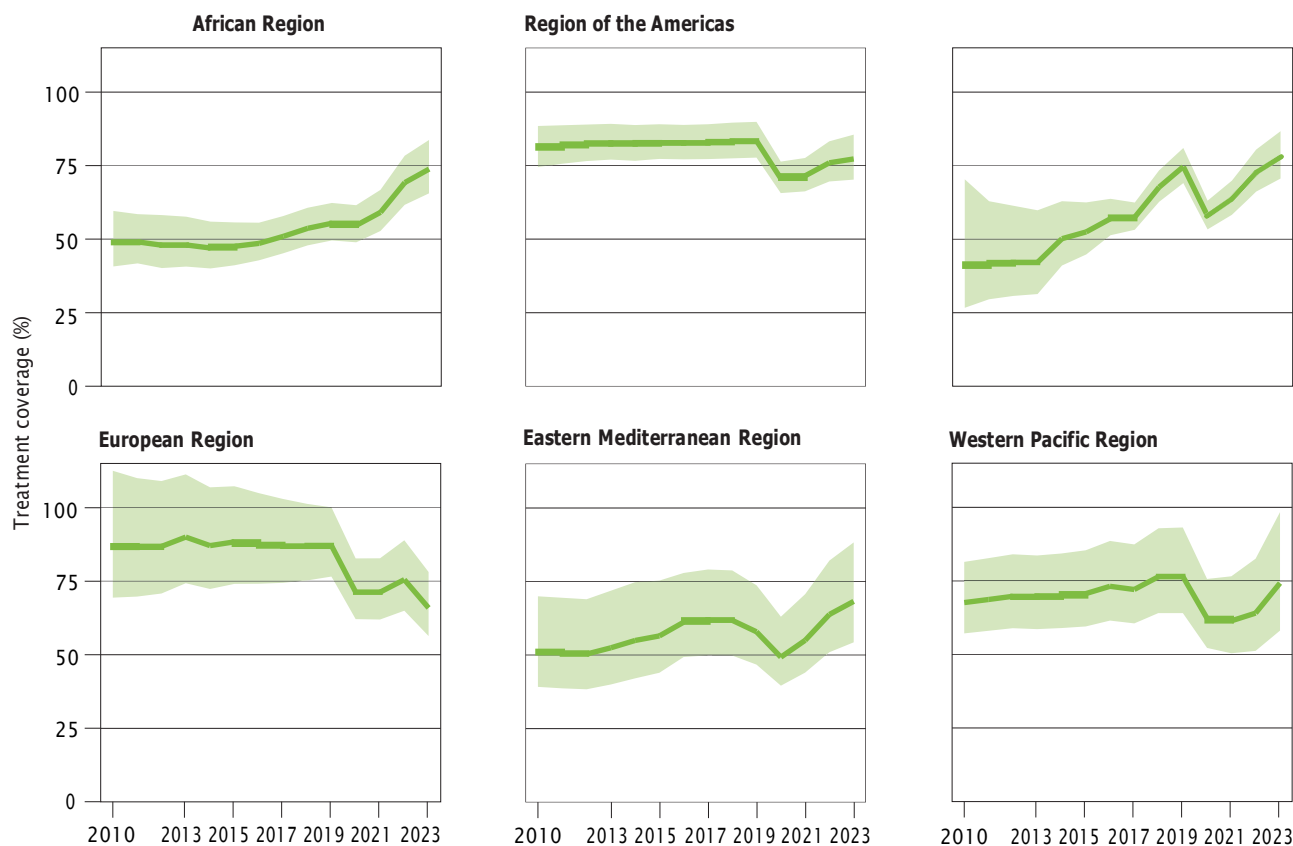 African Region
Region of the Americas
100
75
50
25
0
Treatment coverage (%)
European Region
Eastern Mediterranean Region
Western Pacific Region
100
75
50
25
0
2010 2013 2015 2017 2019 2021 2023
2010 2013 2015 2017 2019 2021 2023
2010 2013 2015 2017 2019 2021 2023